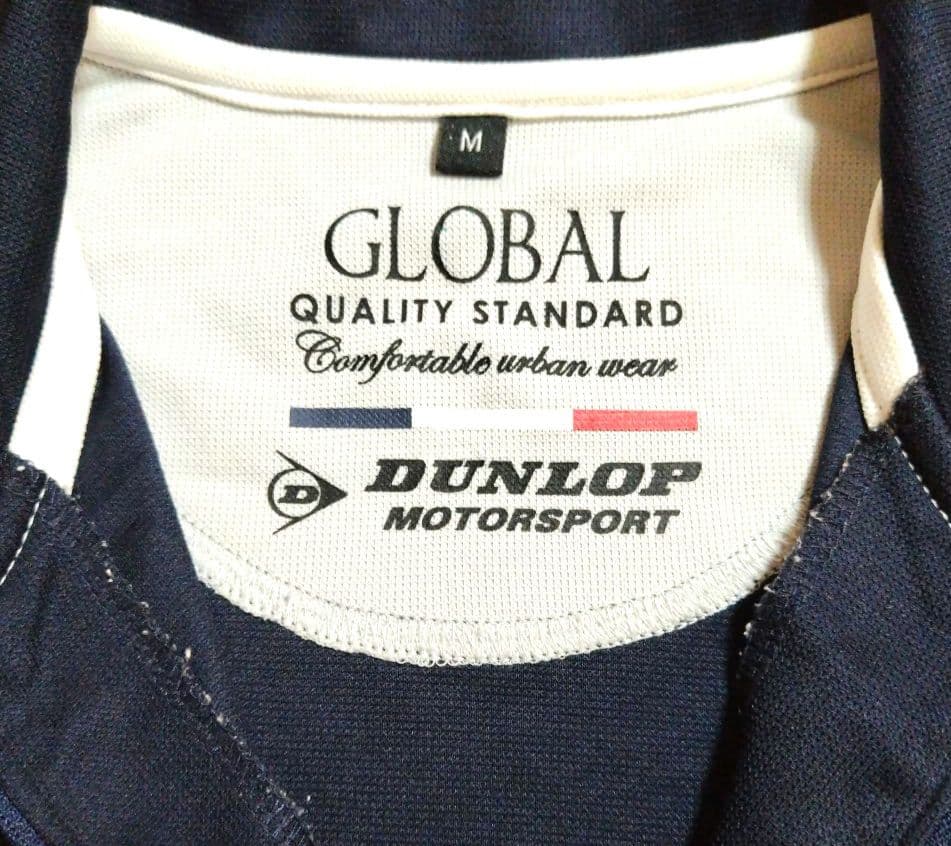 M
GLOBAL
QUALITY STANDARD
Comfortable urban wear
D DUNLOP
MOTORSPORT